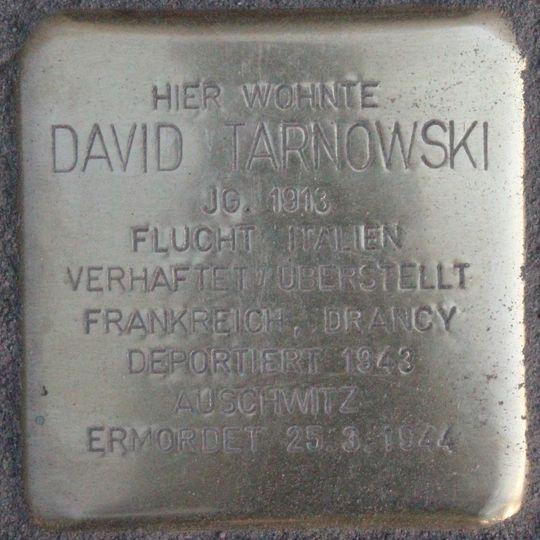 HIER WOHNTE
DAVID TARNOWSKI
JG. 1913
FLUCHT ITALIEN
VERHAFTET / ÜBERSTELLT
FRANKREICH, DRANCY
DEPORTIERT 1943
AUSCHWITZ
ERMORDET 25.3.1944